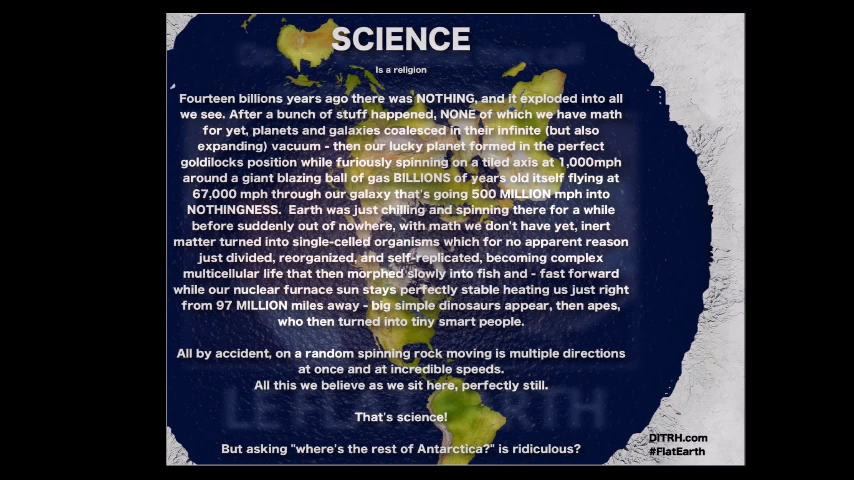 SCIENCE
Is a religion
Fourteen billions years ago there was NOTHING, and it exploded into all
we see. After a bunch of stuff happened, NONE of which we have math
for yet, planets and galaxies coalesced in their infinite (but also
expanding) vacuum - then our lucky planet formed in the perfect
goldilocks position while furiously spinning on a tiled axis at 1,000mph
around a giant blazing ball of gas BILLIONS of years old itself flying at
67,000 mph through our galaxy that's going 500 MILLION mph into
NOTHINGNESS. Earth was just chilling and spinning there for a while
before suddenly out of nowhere, with math we don't have yet, inert
matter turned into single-celled organisms which for no apparent reason
just divided, reorganized, and self-replicated, becoming complex
multicellular life that then morphed slowly into fish and - fast forward
while our nuclear furnace sun stays perfectly stable heating us just right
from 97 MILLION miles away - big simple dinosaurs appear, then apes,
who then turned into tiny smart people.
All by accident, on a random spinning rock moving is multiple directions
at once and at incredible speeds.
All this we believe as we sit here, perfectly still.
That's science!
But asking "where's the rest of Antarctica?" is ridiculous?
DITRH.com
#FlatEarth